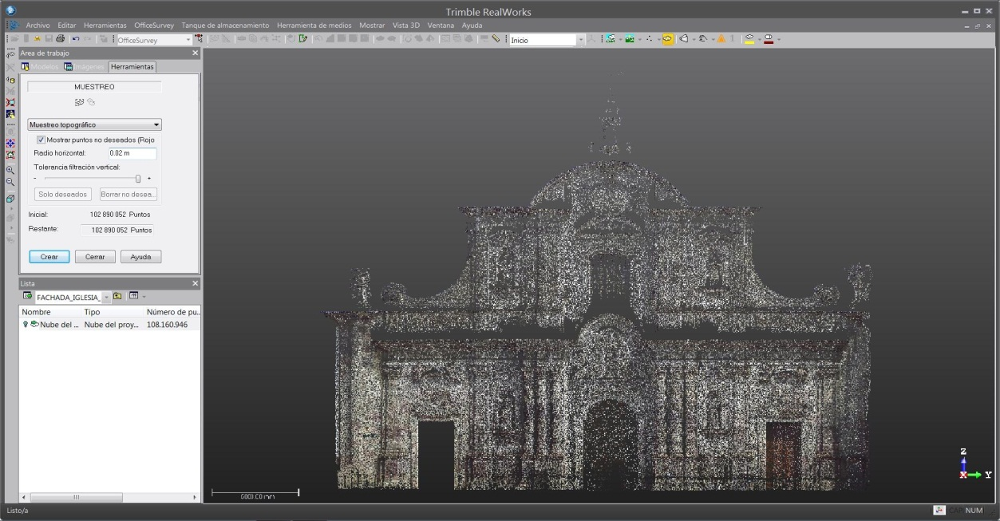 Trimble RealWorks
Archivo Editar Herramientas OfficeSurvey Tanque de almacenamiento Herramienta de medios Mostrar Vista 3D Ventana Ayuda
OfficeSurvey Inicio
Area de trabajo
Modelos Imágenes Herramientas
MUESTREO
Muestreo topográfico
Mostrar puntos no deseados (Rojo
Radio horizontal: 0.02 m
Tolerancia filtración vertical:
- +
Solo deseados Borrar no desea...
Inicial: 102 890 052 Puntos
Restante: 102 890 052 Puntos
Crear Cerrar Ayuda
Lista
FACHADA_IGLESIA_
Nombre Tipo Número de pu...
Nube del ... Nube del proy... 108.160.946
Z
X Y
Listo/a
CAP NUM